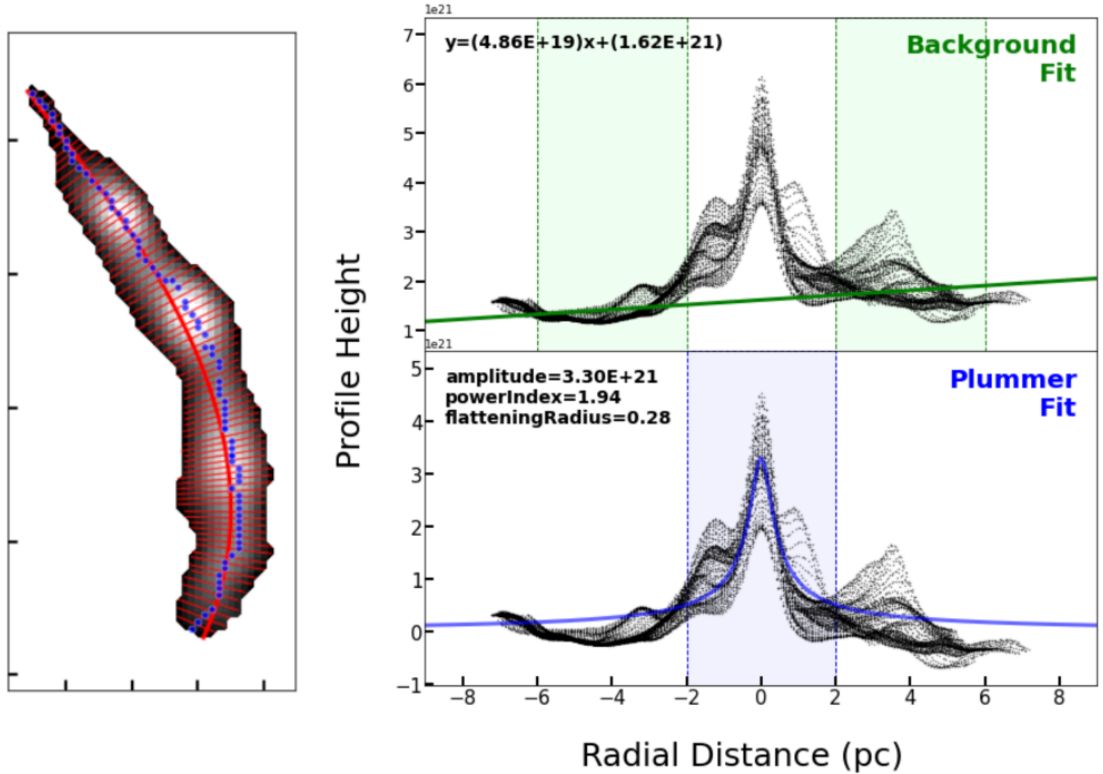 1e21
y=(4.86E+19)x+(1.62E+21)
Background
Fit
7
6
5
4
3
2
1
Profile Height
1e21
amplitude=3.30E+21
powerIndex=1.94
flatteningRadius=0.28
Plummer
Fit
5
4
3
2
1
0
−1
−8 −6 −4 −2 0 2 4 6 8
Radial Distance (pc)